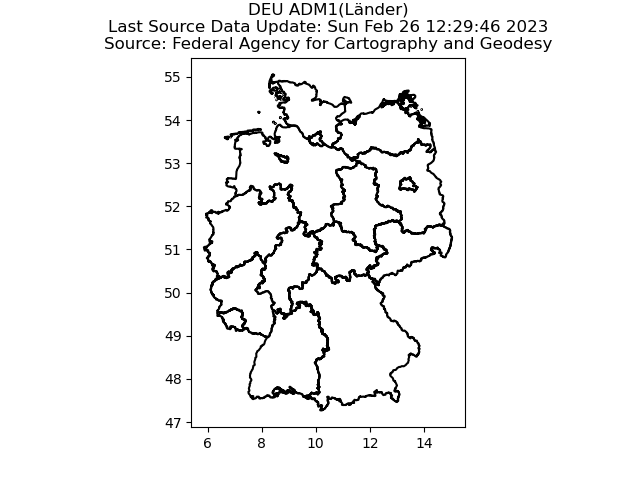 DEU ADM1(Länder)
Last Source Data Update: Sun Feb 26 12:29:46 2023
Source: Federal Agency for Cartography and Geodesy
55
54
53
52
51
50
49
48
47
6 8 10 12 14